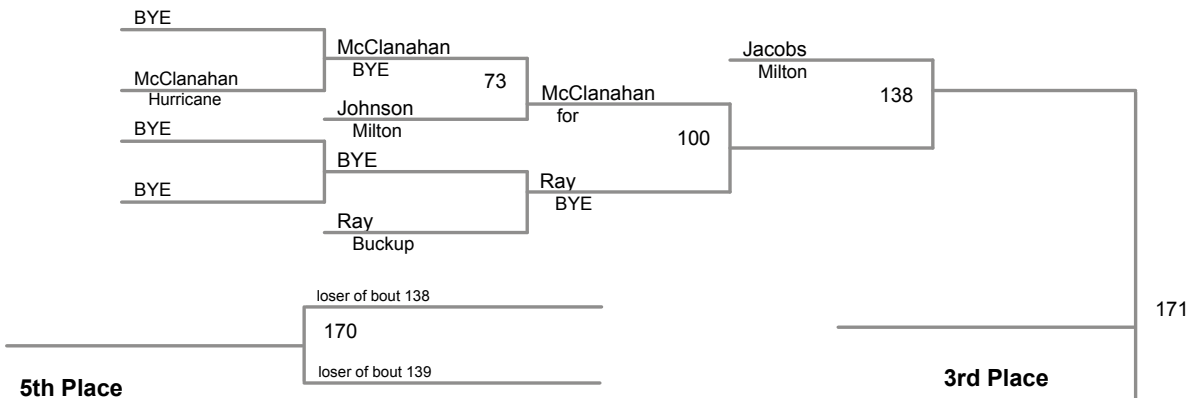 BYE
McClanahan
Hurricane
McClanahan
BYE
73
Johnson
Milton
BYE
BYE
BYE
Ray
Buckup
McClanahan
for
100
Ray
BYE
Jacobs
Milton
138
171
loser of bout 138
170
loser of bout 139
5th Place
3rd Place